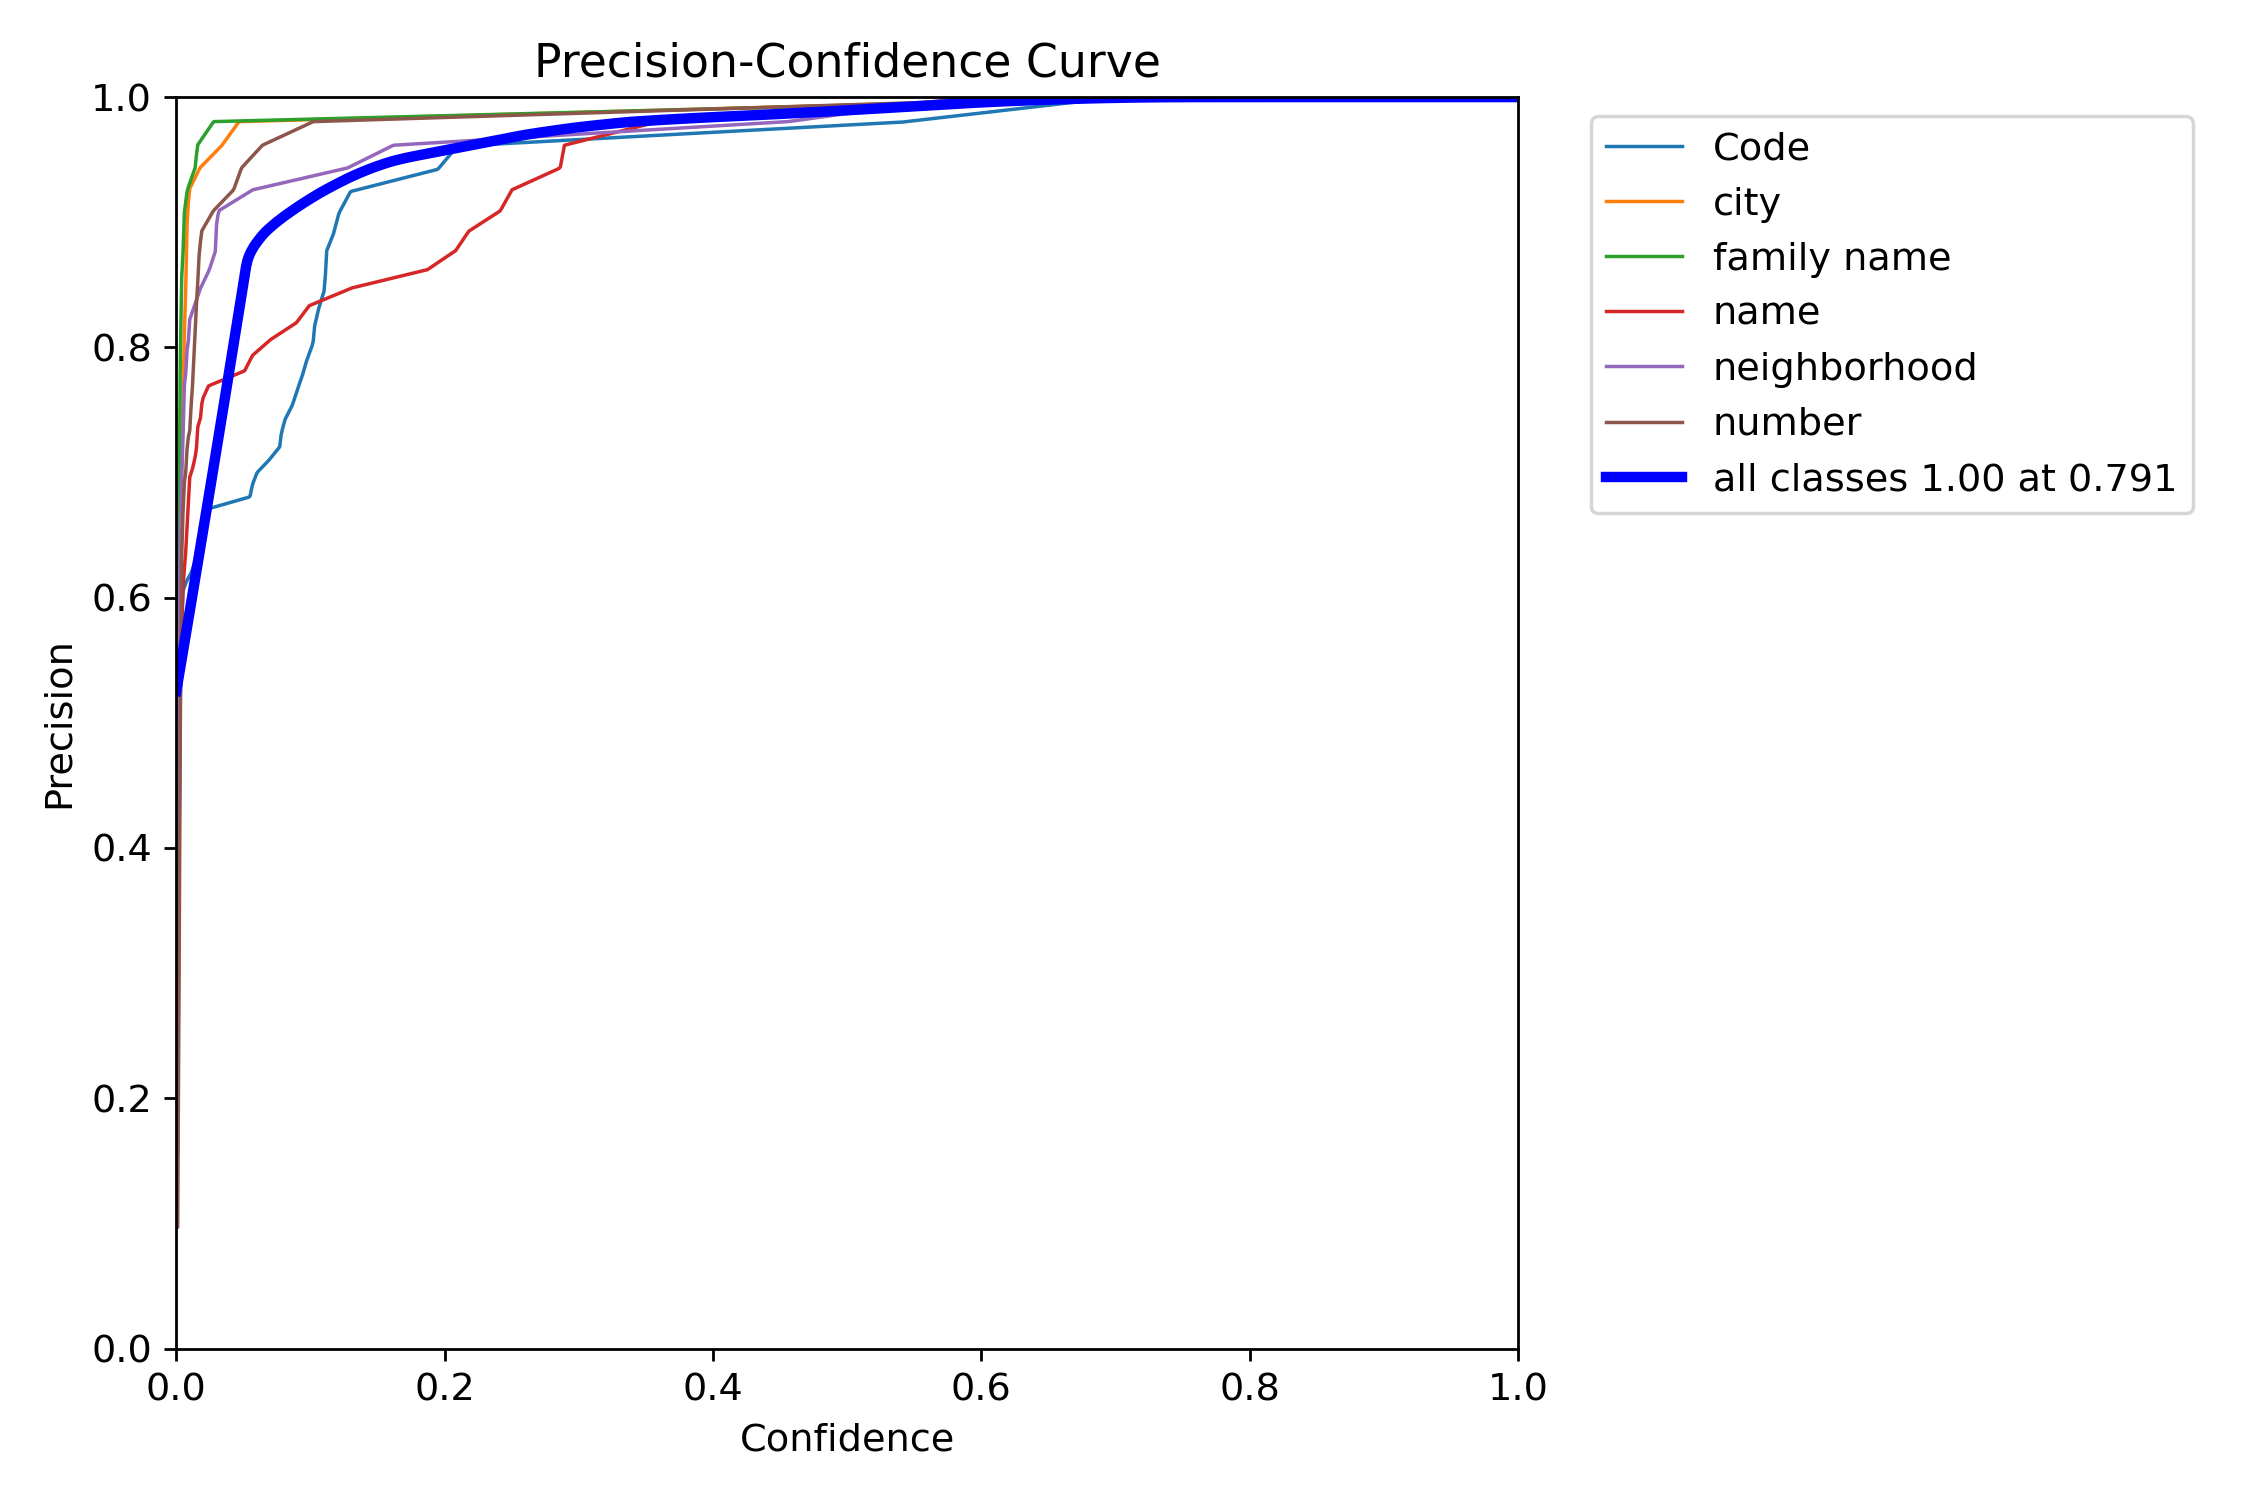 Precision-Confidence Curve
1.0
0.8
0.6
0.4
0.2
0.0
Precision
0.0 0.2 0.4 0.6 0.8 1.0
Confidence
Code
city
family name
name
neighborhood
number
all classes 1.00 at 0.791